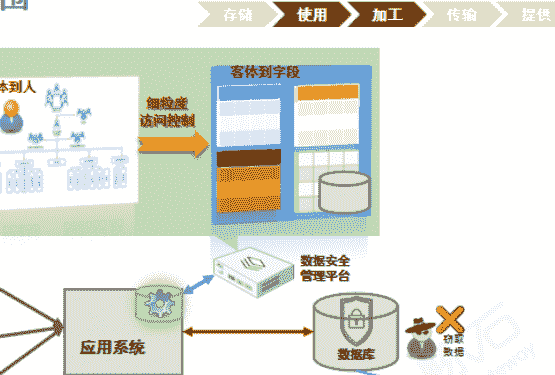 存储
使用
加工
传输
提供
体到人
客体到字段
细粒度
访问控制
数据安全
管理平台
应用系统
数据库
窃取
数据